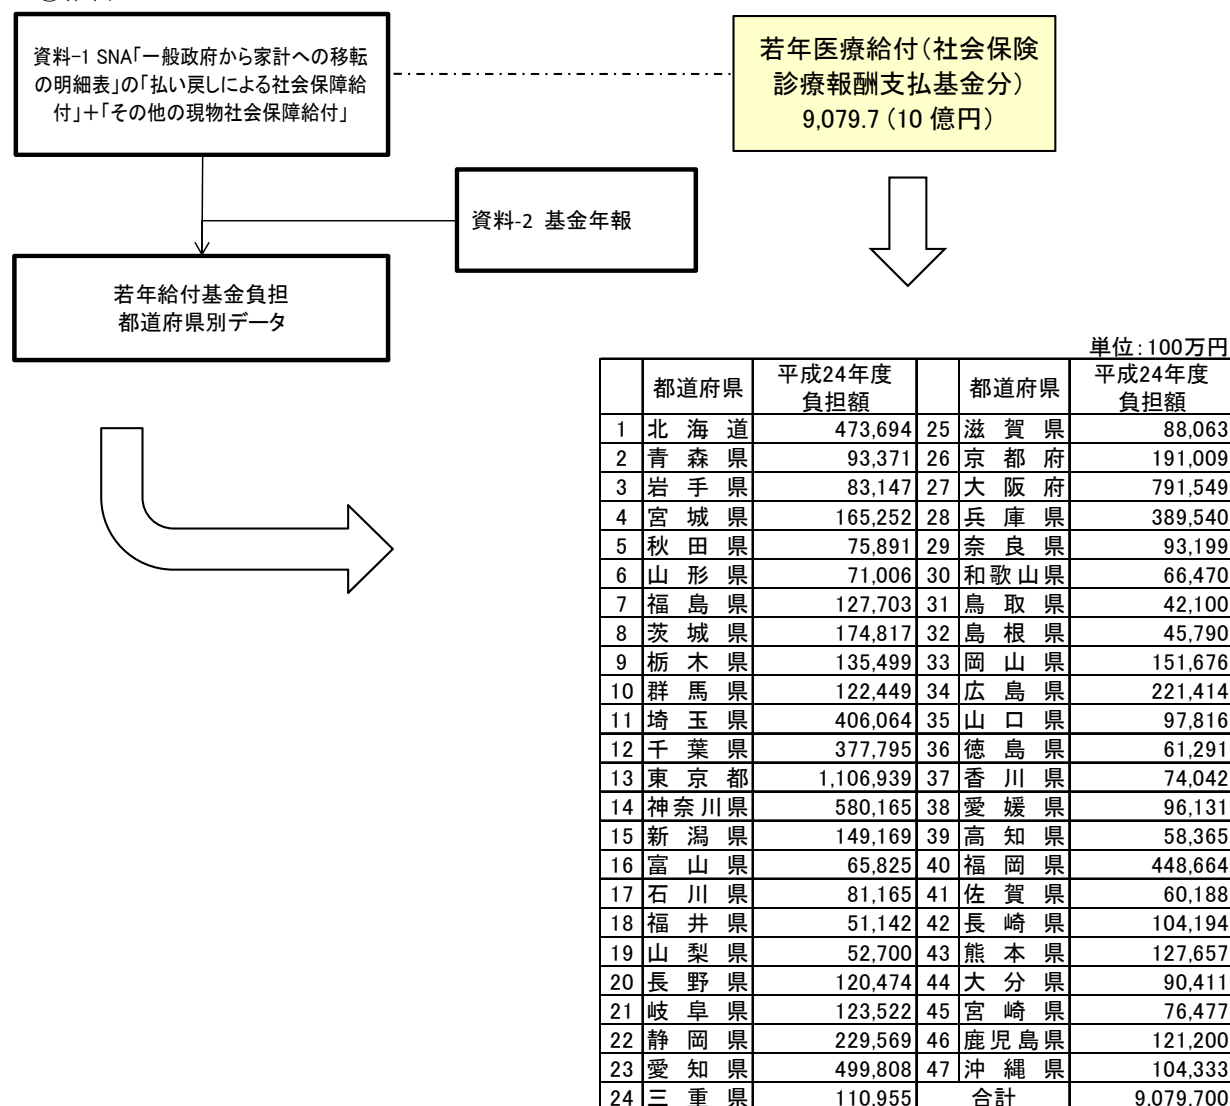 資料-1 SNA「一般政府から家計への移転
の明細表」の「払い戻しによる社会保障給
付」+「その他の現物社会保障給付」
若年医療給付(社会保険
診療報酬支払基金分)
9,079.7 (10 億円)
資料-2 基金年報
若年給付基金負担
都道府県別データ
単位:100万円
都道府県 平成24年度 負担額 都道府県 平成24年度 負担額
1 北海道 473,694 25 滋賀県 88,063
2 青森県 93,371 26 京都府 191,009
3 岩手県 83,147 27 大阪府 791,549
4 宮城県 165,252 28 兵庫県 389,540
5 秋田県 75,891 29 奈良県 93,199
6 山形県 71,006 30 和歌山県 66,470
7 福島県 127,703 31 鳥取県 42,100
8 茨城県 174,817 32 島根県 45,790
9 栃木県 135,499 33 岡山県 151,676
10 群馬県 122,449 34 広島県 221,414
11 埼玉県 406,064 35 山口県 97,816
12 千葉県 377,795 36 徳島県 61,291
13 東京都 1,106,939 37 香川県 74,042
14 神奈川県 580,165 38 愛媛県 96,131
15 新潟県 149,169 39 高知県 58,365
16 富山県 65,825 40 福岡県 448,664
17 石川県 81,165 41 佐賀県 60,188
18 福井県 51,142 42 長崎県 104,194
19 山梨県 52,700 43 熊本県 127,657
20 長野県 120,474 44 大分県 90,411
21 岐阜県 123,522 45 宮崎県 76,477
22 静岡県 229,569 46 鹿児島県 121,200
23 愛知県 499,808 47 沖縄県 104,333
24 三重県 110,955 合計 9,079,700